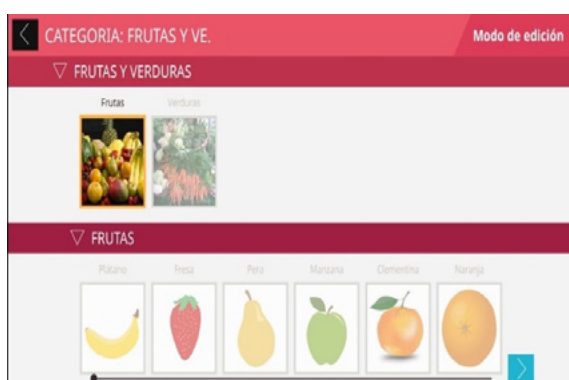 CATEGORIA: FRUTAS Y VE.
Modo de edición
FRUTAS Y VERDURAS
Frutas Verduras
FRUTAS
Plátano Fresa Pera Manzana Clementina Naranja